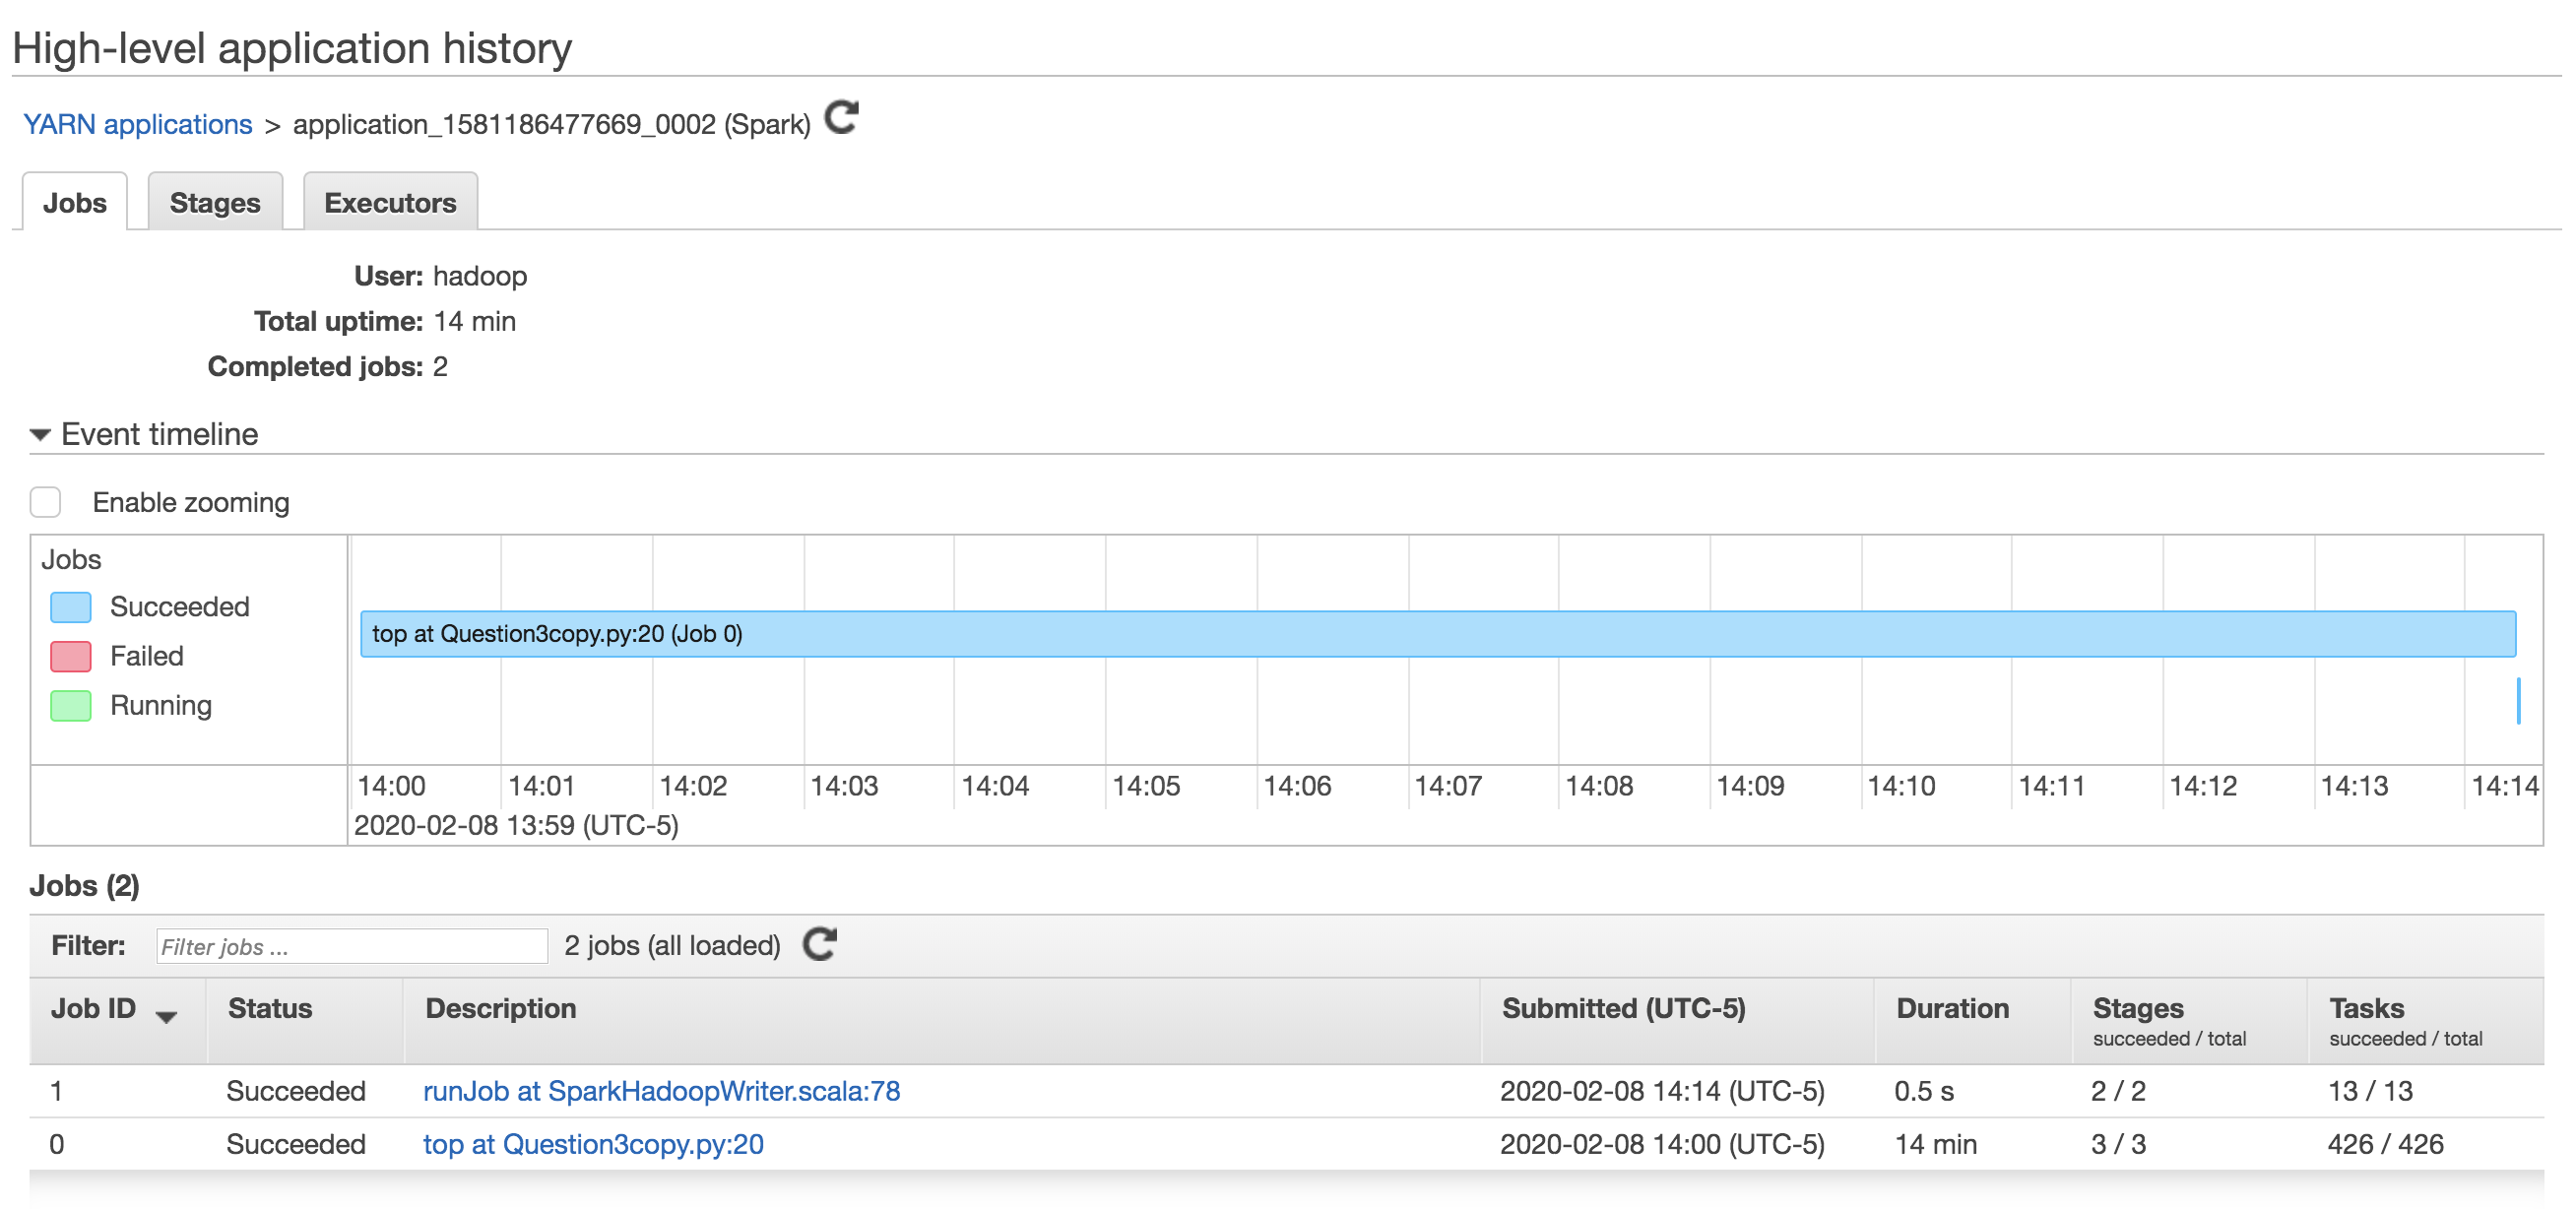 High-level application history
YARN applications > application_1581186477669_0002 (Spark)
Jobs Stages Executors
User: hadoop
Total uptime: 14 min
Completed jobs: 2
Event timeline
Enable zooming
Jobs
Succeeded
Failed
Running
top at Question3copy.py:20 (Job 0)
14:00 14:01 14:02 14:03 14:04 14:05 14:06 14:07 14:08 14:09 14:10 14:11 14:12 14:13 14:14
2020-02-08 13:59 (UTC-5)
Jobs (2)
Filter: Filter jobs ... 2 jobs (all loaded)
Job ID Status Description Submitted (UTC-5) Duration Stages Tasks
succeeded / total succeeded / total
1 Succeeded runJob at SparkHadoopWriter.scala:78 2020-02-08 14:14 (UTC-5) 0.5 s 2 / 2 13 / 13
0 Succeeded top at Question3copy.py:20 2020-02-08 14:00 (UTC-5) 14 min 3 / 3 426 / 426